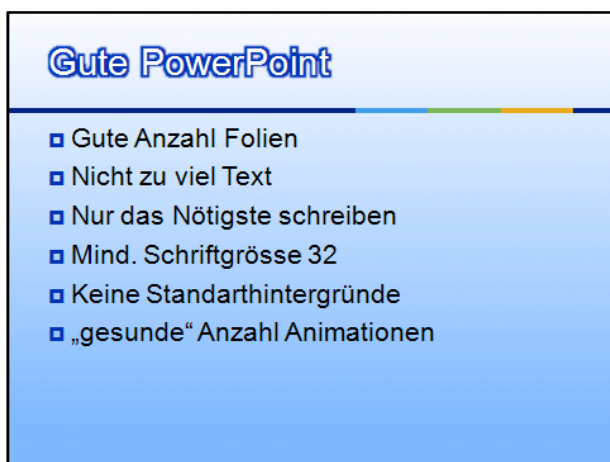 Gute PowerPoint
Gute Anzahl Folien
Nicht zu viel Text
Nur das Nötigste schreiben
Mind. Schriftgrösse 32
Keine Standarthintergründe
„gesunde“ Anzahl Animationen